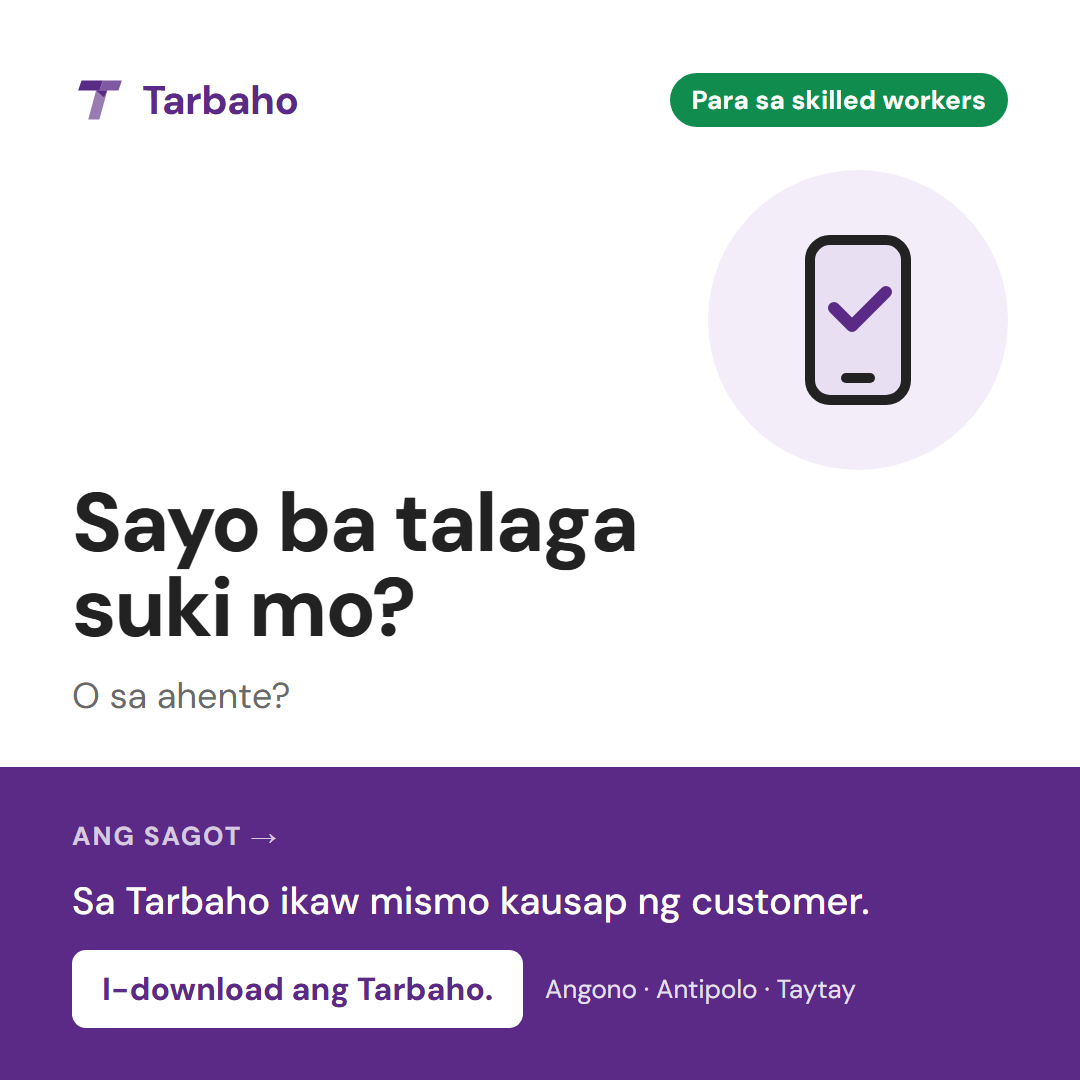 Tarbaho
Para sa skilled workers
Sayo ba talaga
suki mo?
O sa ahente?
ANG SAGOT →
Sa Tarbaho ikaw mismo kausap ng customer.
I-download ang Tarbaho.
Angono · Antipolo · Taytay